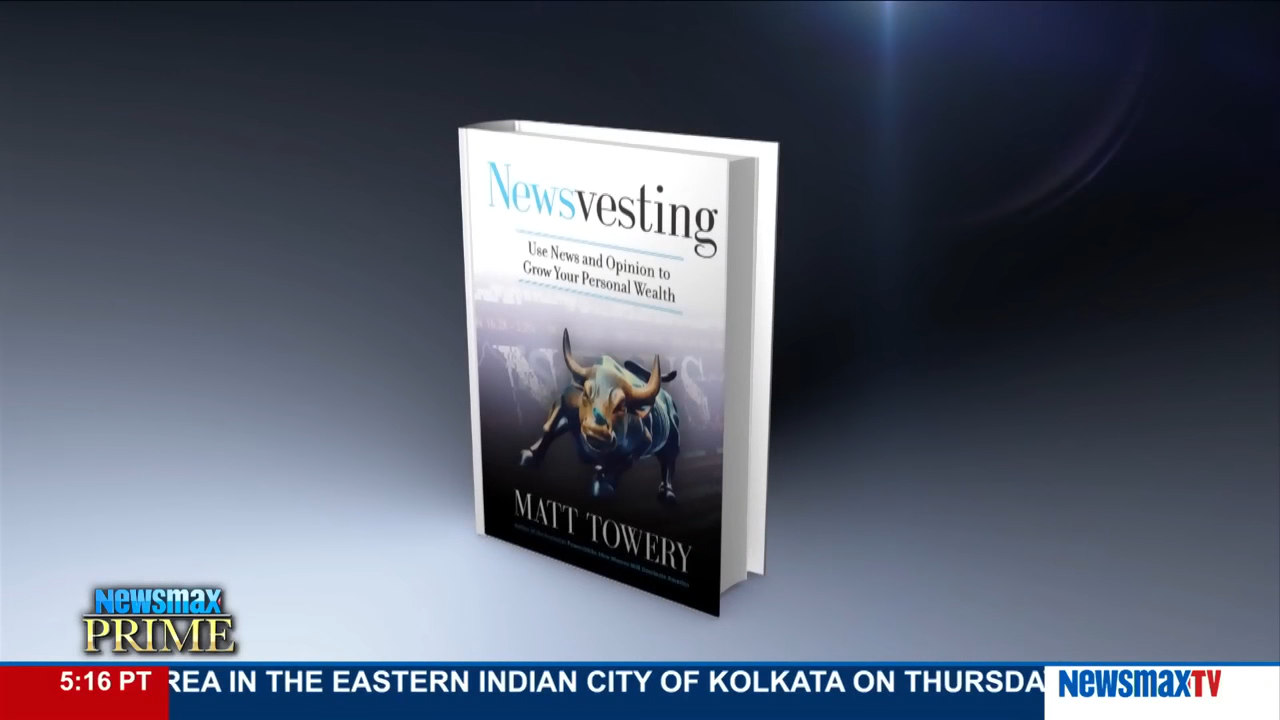 Newsvesting
Use News and Opinion to
Grow Your Personal Wealth
NEWS
MATT TOWERY
Newsmax
PRIME
5:16 PT
REA IN THE EASTERN INDIAN CITY OF KOLKATA ON THURSDA
NEWSMAXTV